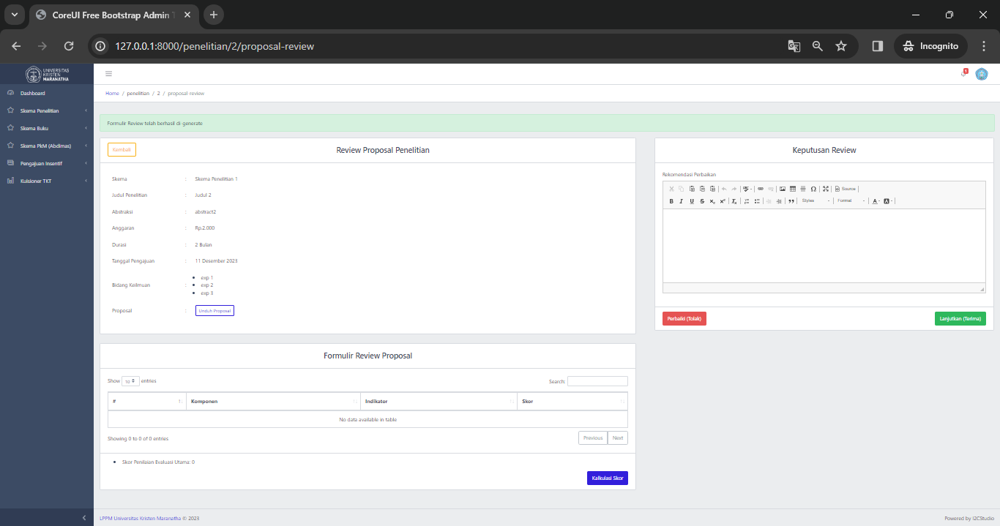 CoreUI Free Bootstrap Admin
127.0.0.1:8000/penelitian/2/proposal-review
Incognito
UNIVERSITAS
KRISTEN
MARANATHA
Dashboard
Skema Penelitian
Skema Buku
Skema PkM (Abdimas)
Pengajuan Insentif
Kuisioner TKT
1
Home / penelitian / 2 / proposal-review
Formulir Review telah berhasil di-generate
Kembali
Review Proposal Penelitian
Skema : Skema Penelitian 1
Judul Penelitian : Judul 2
Abstraksi : abstract2
Anggaran : Rp.2.000
Durasi : 2 Bulan
Tanggal Pengajuan : 11 Desember 2023
Bidang Keilmuan :
• exp 1
• exp 2
• exp 3
Proposal : Unduh Proposal
Keputusan Review
Rekomendasi Perbaikan
Source
B I U S Styles Format A A
Perbaiki (Tolak)
Lanjutkan (Terima)
Formulir Review Proposal
Show 10 entries
Search:
# Komponen Indikator Skor
No data available in table
Showing 0 to 0 of 0 entries
Previous Next
• Skor Penilaian Evaluasi Utama: 0
Kalkulasi Skor
LPPM Universitas Kristen Maranatha © 2023
Powered by I2CStudio